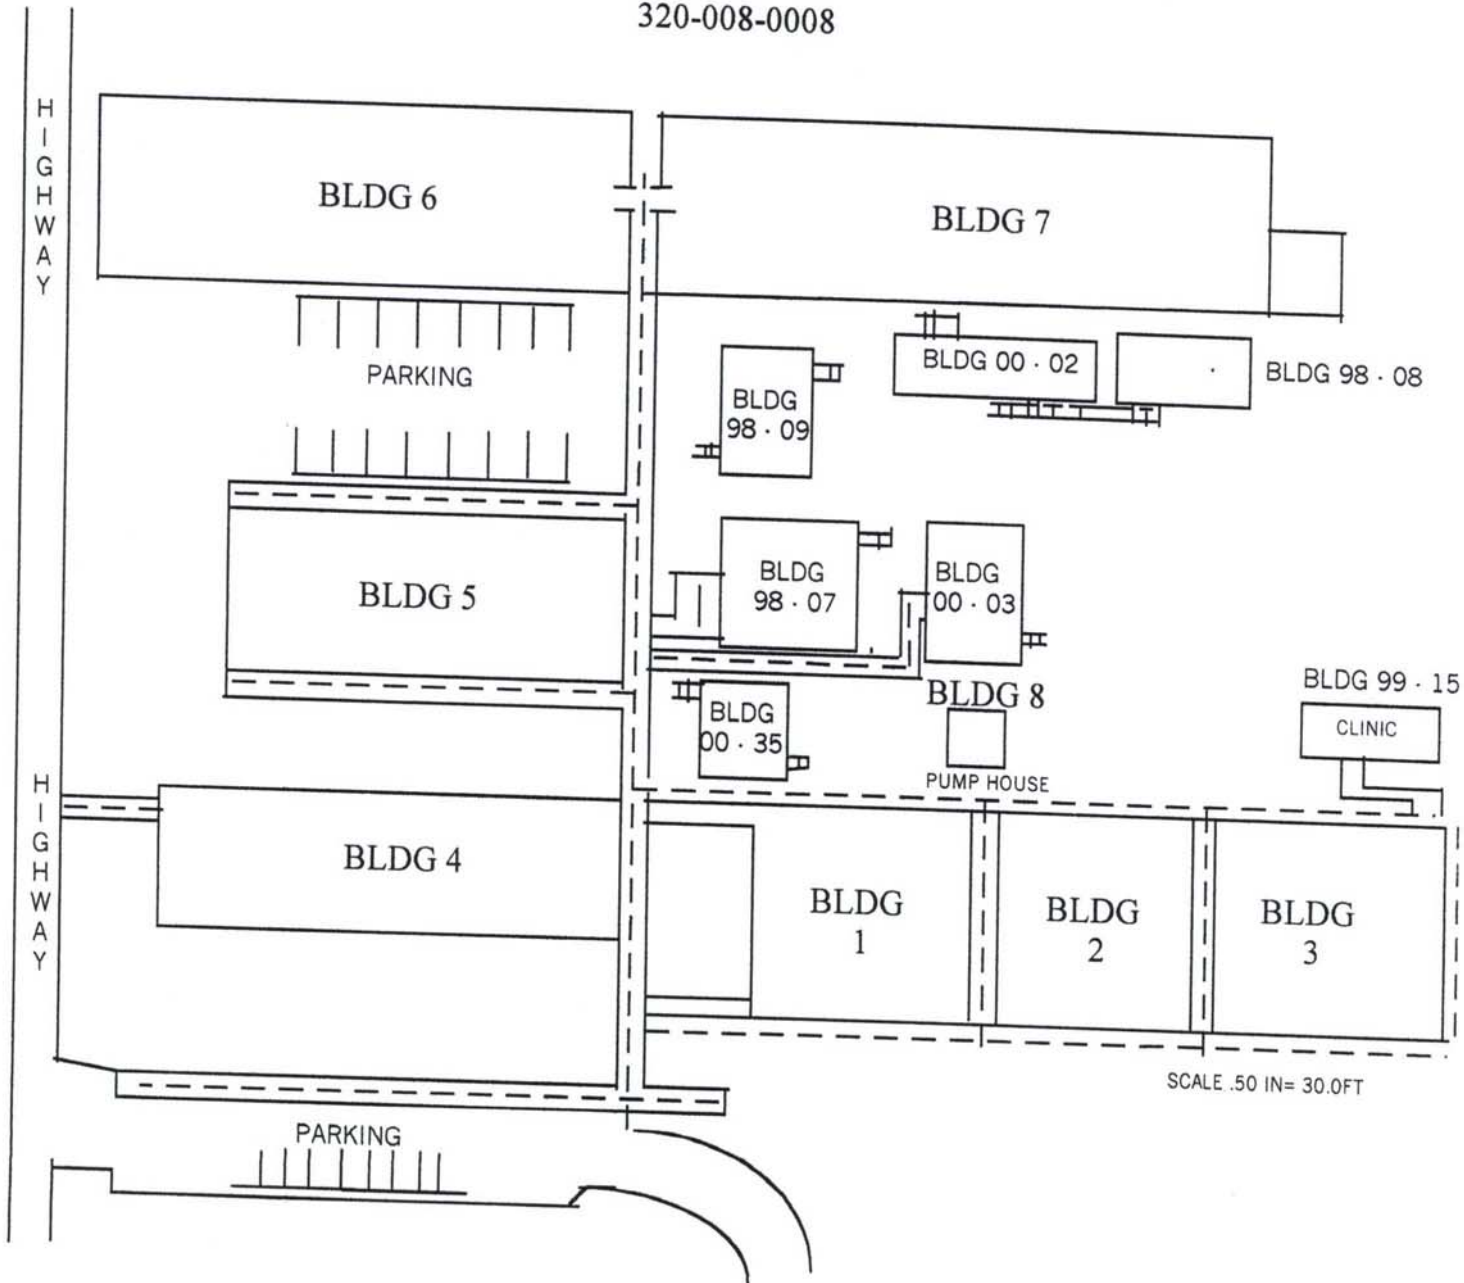 320-008-0008
HIGHWAY
BLDG 6
BLDG 7
PARKING
BLDG 00 · 02
BLDG 98 · 08
BLDG
98 · 09
BLDG 5
BLDG
98 · 07
BLDG
00 · 03
BLDG 99 · 15
CLINIC
BLDG 8
BLDG
00 · 35
PUMP HOUSE
HIGHWAY
BLDG 4
BLDG
1
BLDG
2
BLDG
3
SCALE .50 IN= 30.0FT
PARKING